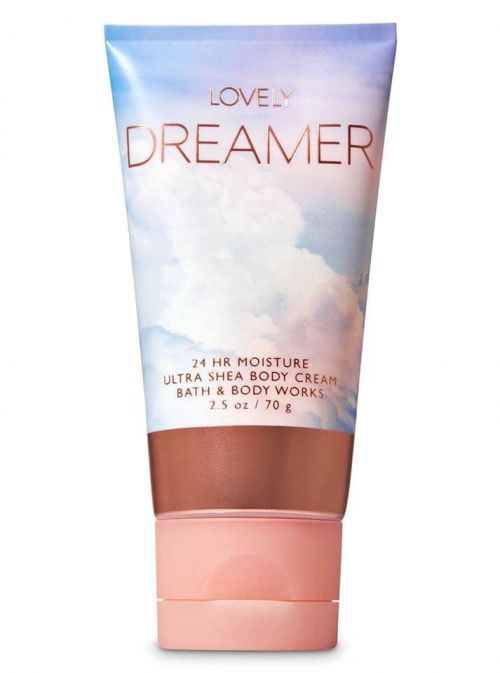 LOVELY
DREAMER
24 HR MOISTURE
ULTRA SHEA BODY CREAM
BATH & BODY WORKS
2.5 oz / 70 g